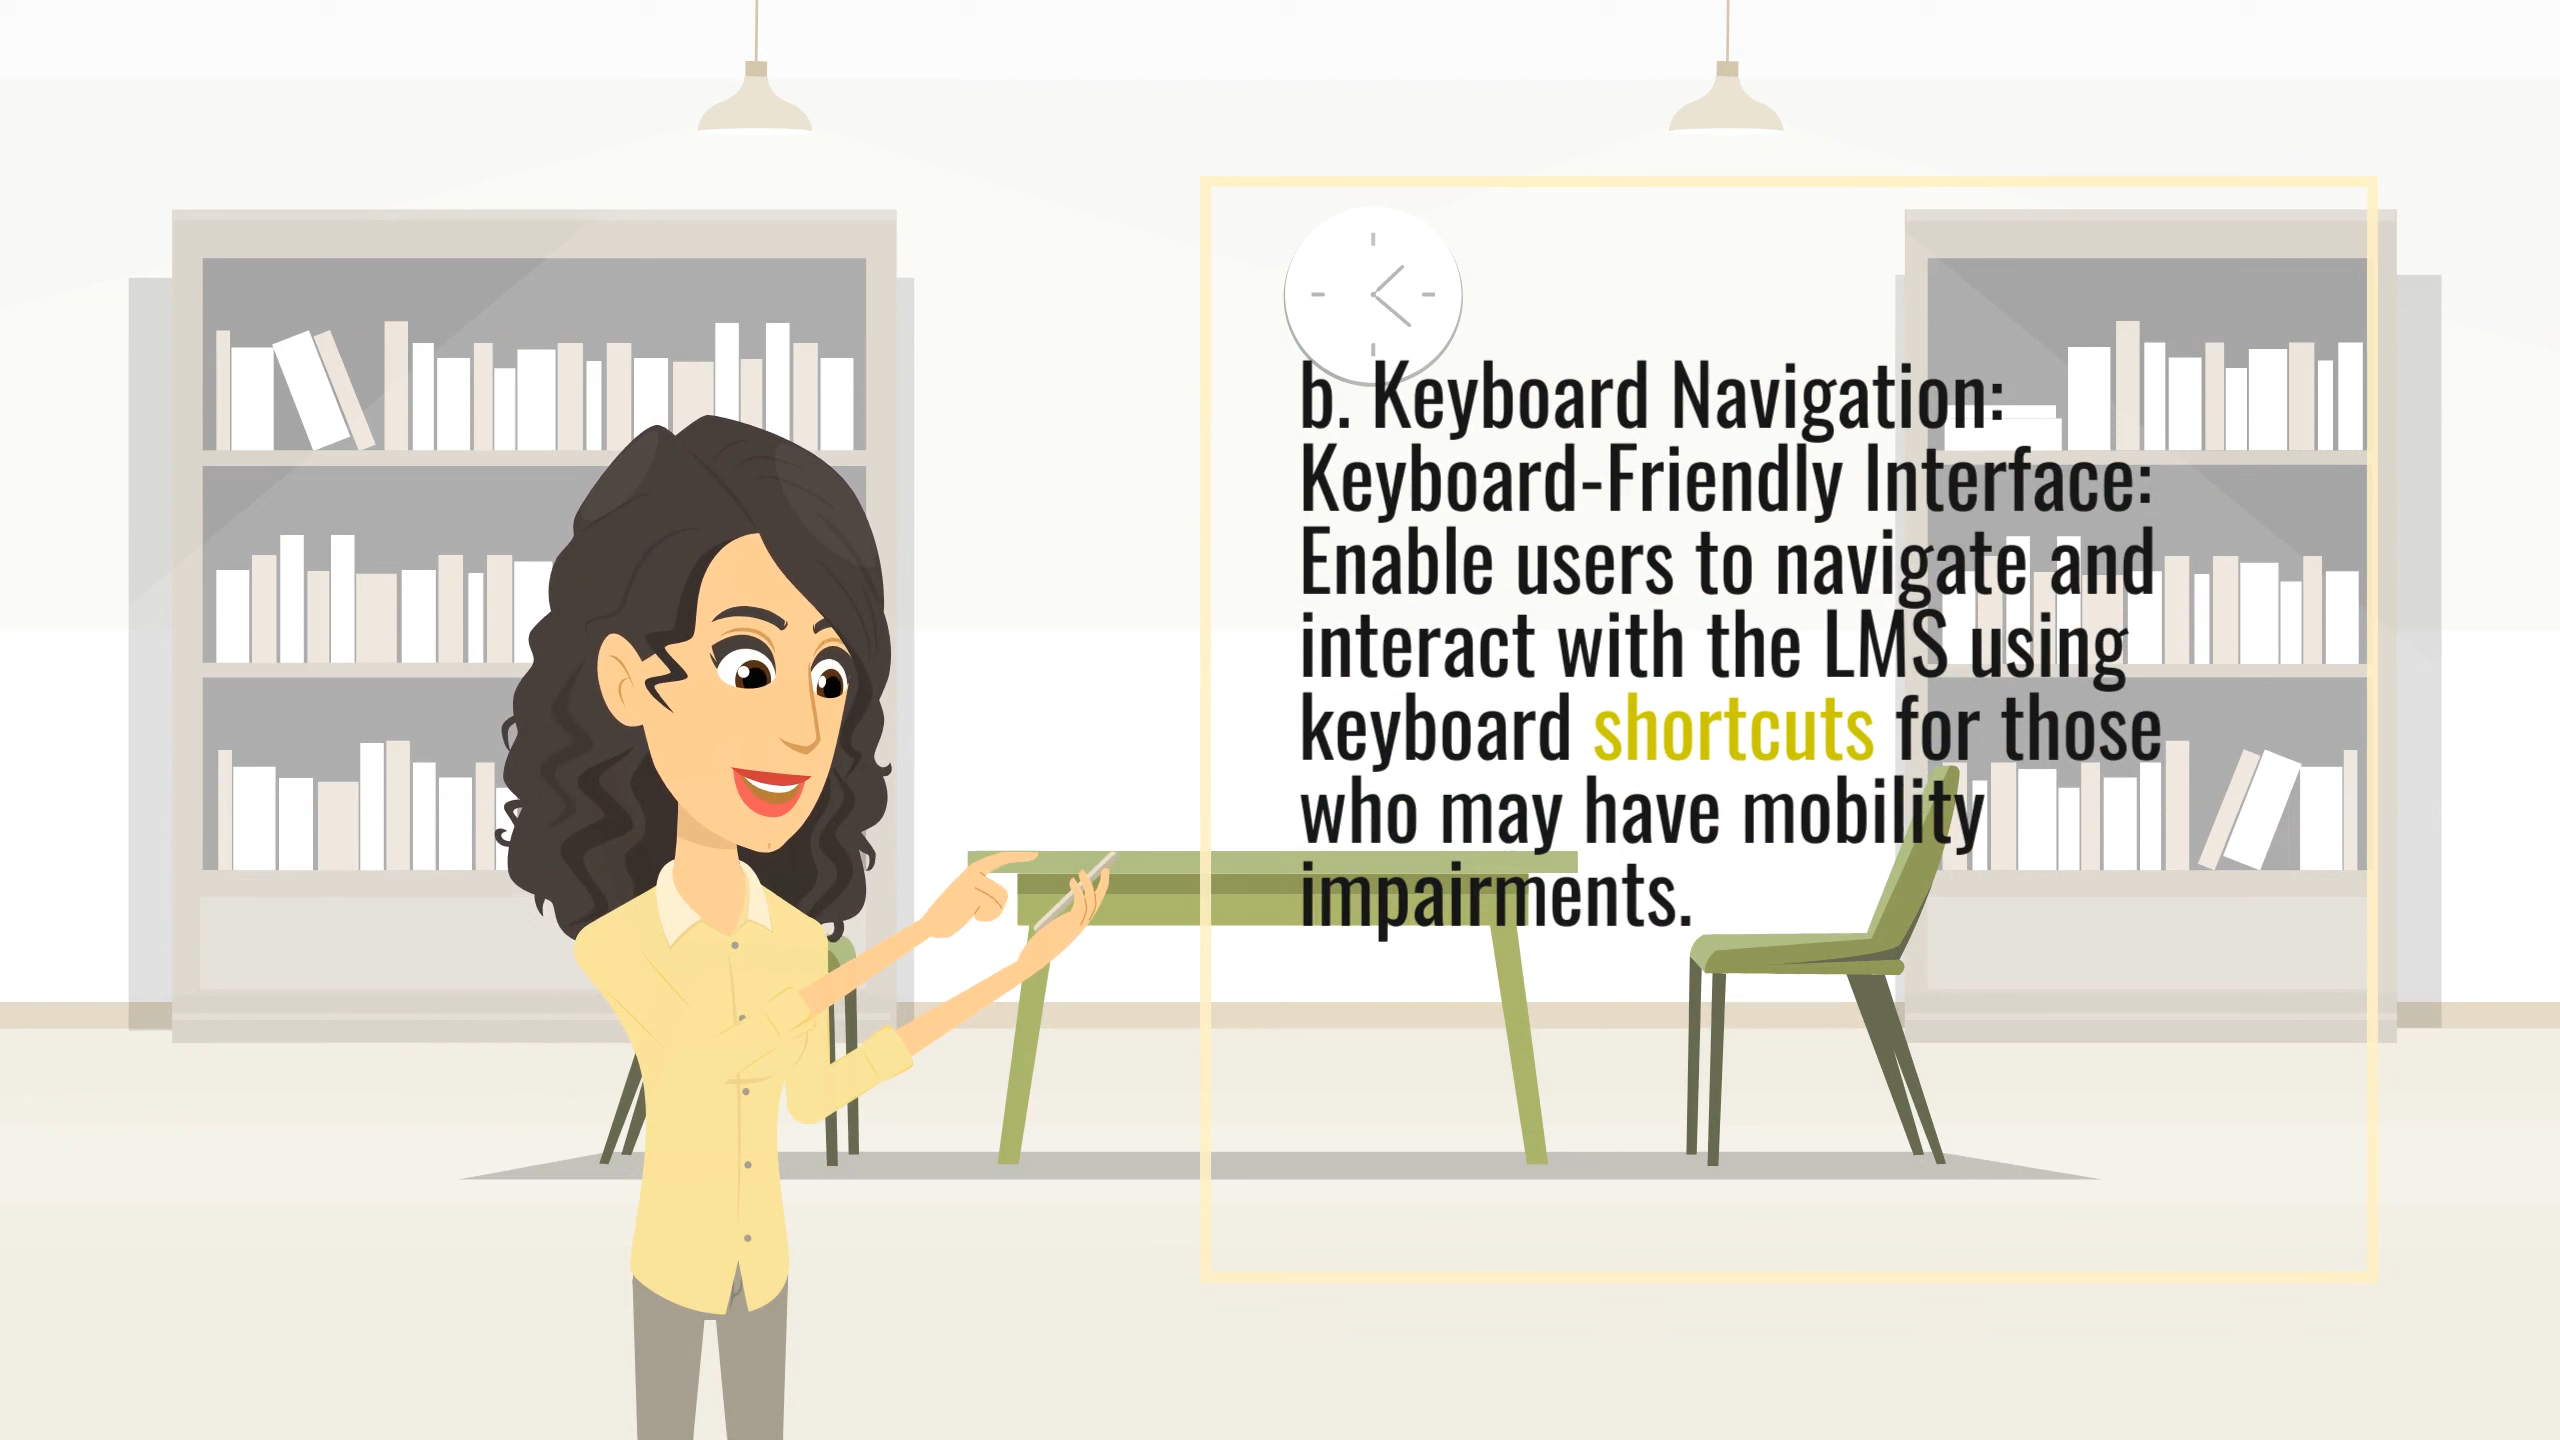 b. Keyboard Navigation:
Keyboard-Friendly Interface:
Enable users to navigate and
interact with the LMS using
keyboard shortcuts for those
who may have mobility
impairments.